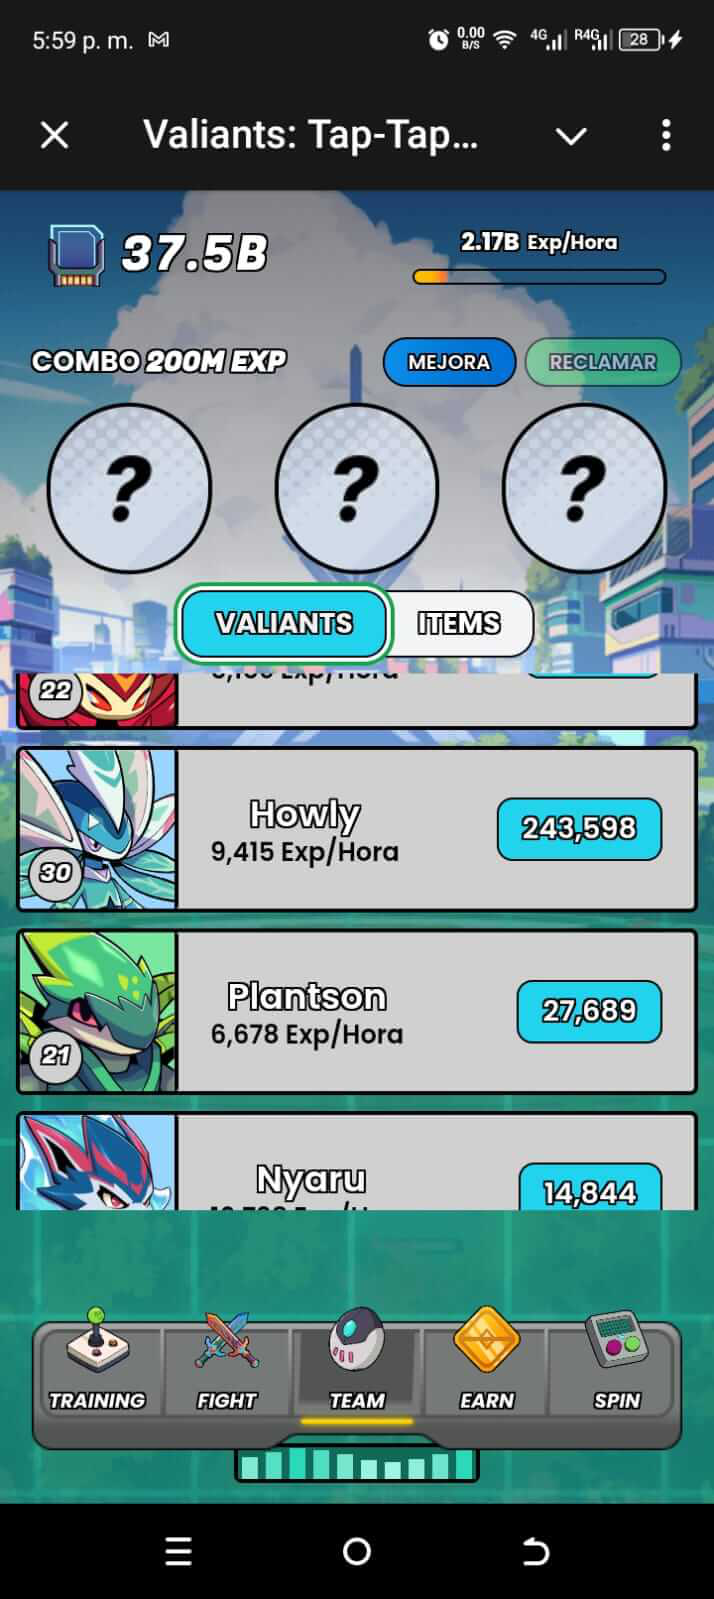 5:59 p. m.
0.00
B/S
4G
R4G
28
Valiants: Tap-Tap...
37.5B
2.17B Exp/Hora
COMBO 200M EXP
MEJORA
RECLAMAR
?
?
?
VALIANTS
ITEMS
22
Howly
9,415 Exp/Hora
243,598
30
Plantson
6,678 Exp/Hora
27,689
21
Nyaru
14,844
TRAINING
FIGHT
TEAM
EARN
SPIN